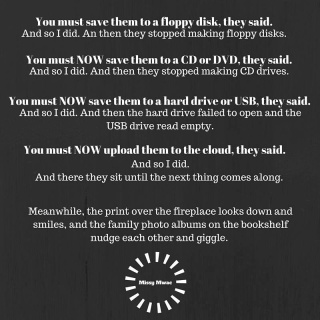 You must save them to a floppy disk, they said.
And so I did. An then they stopped making floppy disks.
You must NOW save them to a CD or DVD, they said.
And so I did. And then they stopped making CD drives.
You must NOW save them to a hard drive or USB, they said.
And so I did. And then the hard drive failed to open and the
USB drive read empty.
You must NOW upload them to the cloud, they said.
And so I did.
And there they sit until the next thing comes along.
Meanwhile, the print over the fireplace looks down and
smiles, and the family photo albums on the bookshelf
nudge each other and giggle.
Missy Mwac